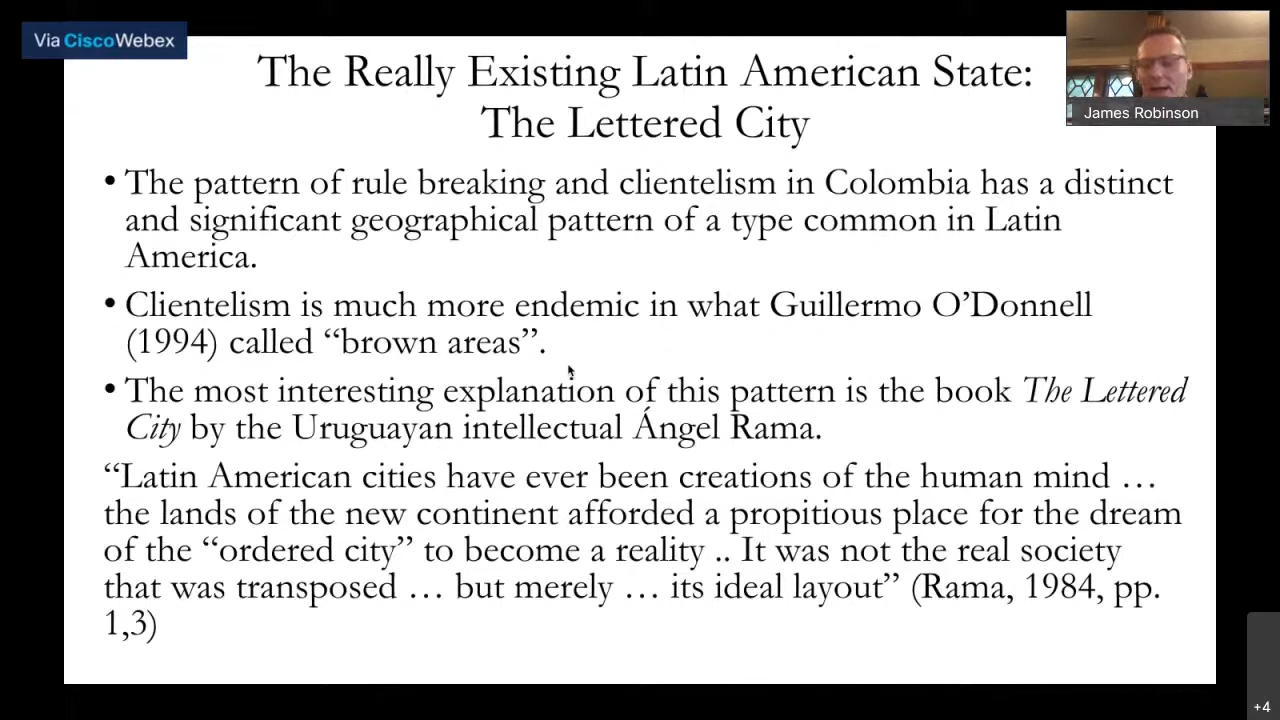 Via CiscoWebex
The Really Existing Latin American State:
The Lettered City
James Robinson
• The pattern of rule breaking and clientelism in Colombia has a distinct
and significant geographical pattern of a type common in Latin
America.
• Clientelism is much more endemic in what Guillermo O’Donnell
(1994) called “brown areas”.
• The most interesting explanation of this pattern is the book The Lettered
City by the Uruguayan intellectual Ángel Rama.
“Latin American cities have ever been creations of the human mind …
the lands of the new continent afforded a propitious place for the dream
of the “ordered city” to become a reality .. It was not the real society
that was transposed … but merely … its ideal layout” (Rama, 1984, pp.
1,3)
+4